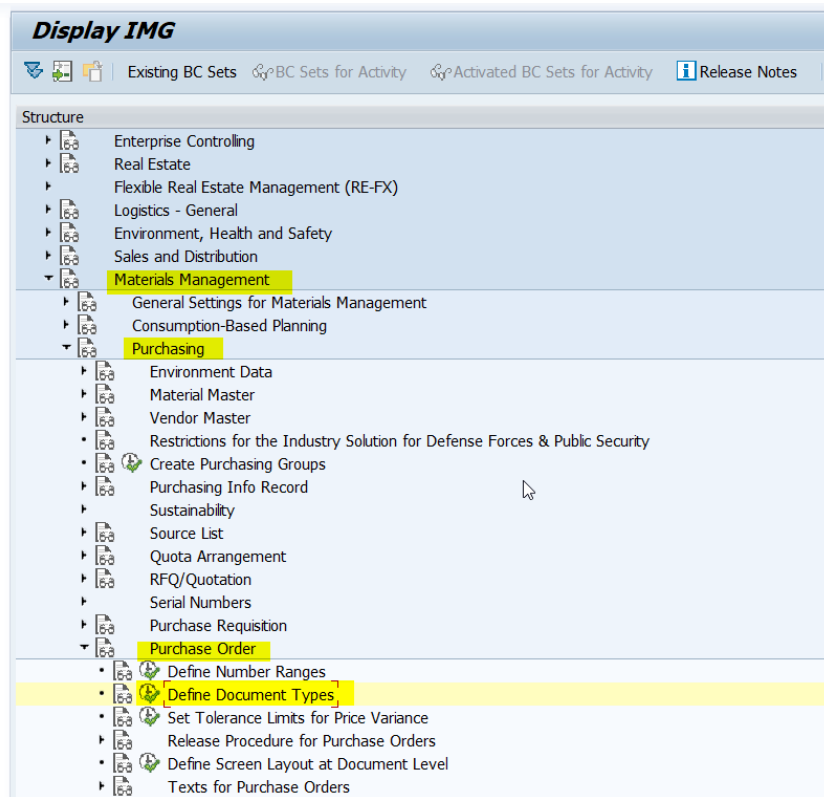 Display IMG
Existing BC Sets BC Sets for Activity Activated BC Sets for Activity Release Notes
Structure
Enterprise Controlling
Real Estate
Flexible Real Estate Management (RE-FX)
Logistics - General
Environment, Health and Safety
Sales and Distribution
Materials Management
General Settings for Materials Management
Consumption-Based Planning
Purchasing
Environment Data
Material Master
Vendor Master
Restrictions for the Industry Solution for Defense Forces & Public Security
Create Purchasing Groups
Purchasing Info Record
Sustainability
Source List
Quota Arrangement
RFQ/Quotation
Serial Numbers
Purchase Requisition
Purchase Order
Define Number Ranges
Define Document Types
Set Tolerance Limits for Price Variance
Release Procedure for Purchase Orders
Define Screen Layout at Document Level
Texts for Purchase Orders